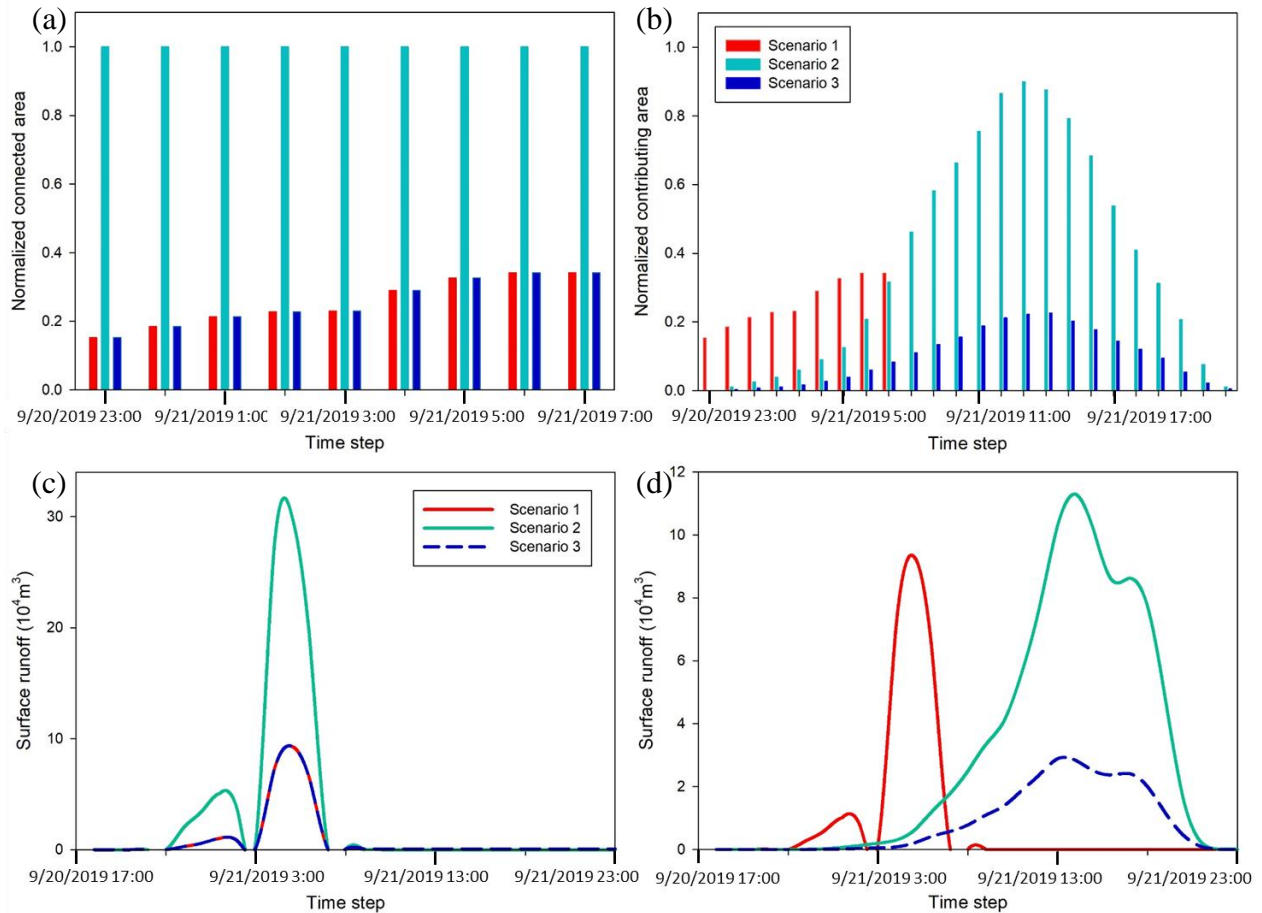 (a)
1.0
0.8
0.6
0.4
0.2
0.0
Normalized connected area
9/20/2019 23:00
9/21/2019 1:00
9/21/2019 3:00
9/21/2019 5:00
9/21/2019 7:00
Time step
(b)
Scenario 1
Scenario 2
Scenario 3
1.0
0.8
0.6
0.4
0.2
0.0
Normalized contributing area
9/20/2019 23:00
9/21/2019 5:00
9/21/2019 11:00
9/21/2019 17:00
Time step
(c)
Scenario 1
Scenario 2
Scenario 3
30
20
10
0
Surface runoff (10⁴m³)
9/20/2019 17:00
9/21/2019 3:00
9/21/2019 13:00
9/21/2019 23:00
Time step
(d)
12
10
8
6
4
2
0
Surface runoff (10⁴m³)
9/20/2019 17:00
9/21/2019 3:00
9/21/2019 13:00
9/21/2019 23:00
Time step